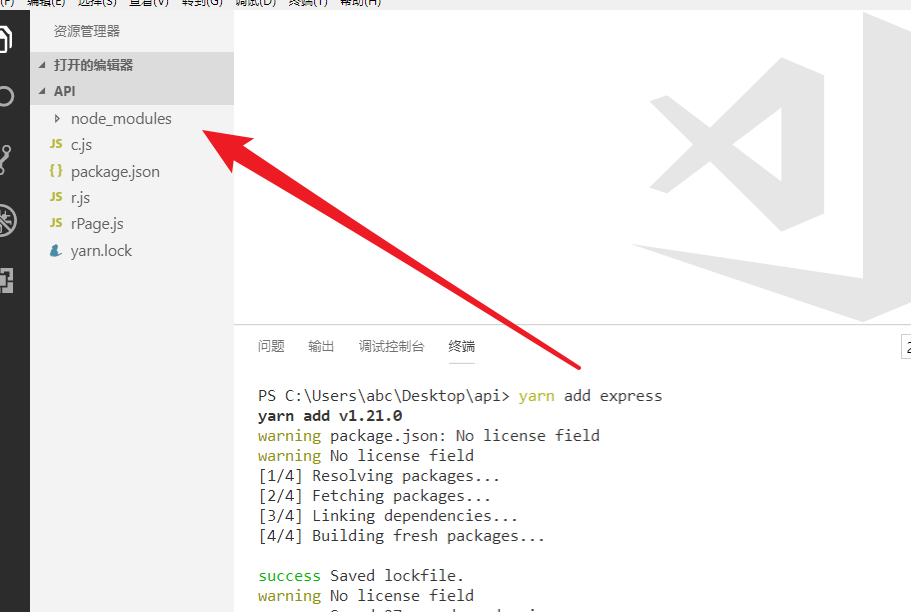 编辑(E) 选择(S) 查看(V) 转到(G) 调试(D) 终端(T) 帮助(H)
资源管理器
打开的编辑器
API
node_modules
JS c.js
{} package.json
JS r.js
JS rPage.js
yarn.lock
问题 输出 调试控制台 终端
PS C:\Users\abc\Desktop\api> yarn add express
yarn add v1.21.0
warning package.json: No license field
warning No license field
[1/4] Resolving packages...
[2/4] Fetching packages...
[3/4] Linking dependencies...
[4/4] Building fresh packages...
success Saved lockfile.
warning No license field